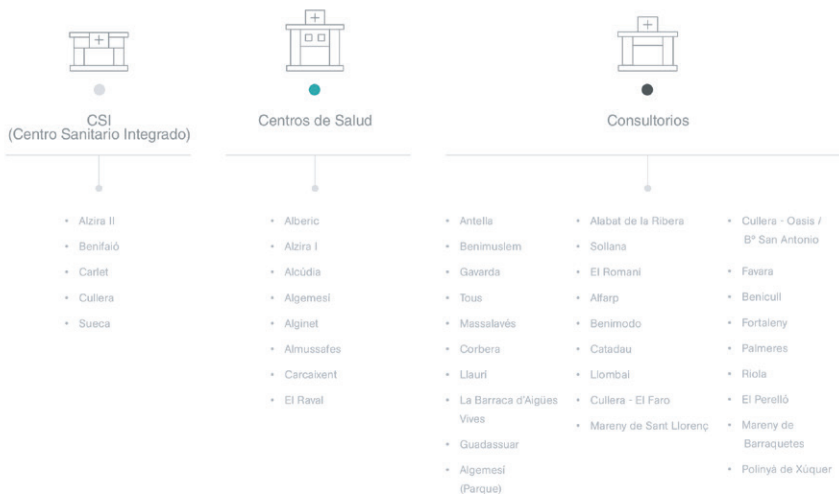 CSI
(Centro Sanitario Integrado)
Centros de Salud
Consultorios
• Alzira II
• Benifaió
• Carlet
• Cullera
• Sueca
• Alberic
• Alzira I
• Alcúdia
• Algemesí
• Alginet
• Almussafes
• Carcaixent
• El Raval
• Antella
• Benimuslem
• Gavarda
• Tous
• Massalavés
• Corbera
• Llaurí
• La Barraca d'Aigües
Vives
• Guadassuar
• Algemesí
(Parque)
• Alabat de la Ribera
• Sollana
• El Romaní
• Alfarp
• Benimodo
• Catadau
• Llombai
• Cullera - El Faro
• Mareny de Sant Llorenç
• Cullera - Oasis /
Bº San Antonio
• Favara
• Benicull
• Fortaleny
• Palmeres
• Riola
• El Perelló
• Mareny de
Barraquetes
• Polinyà de Xúquer